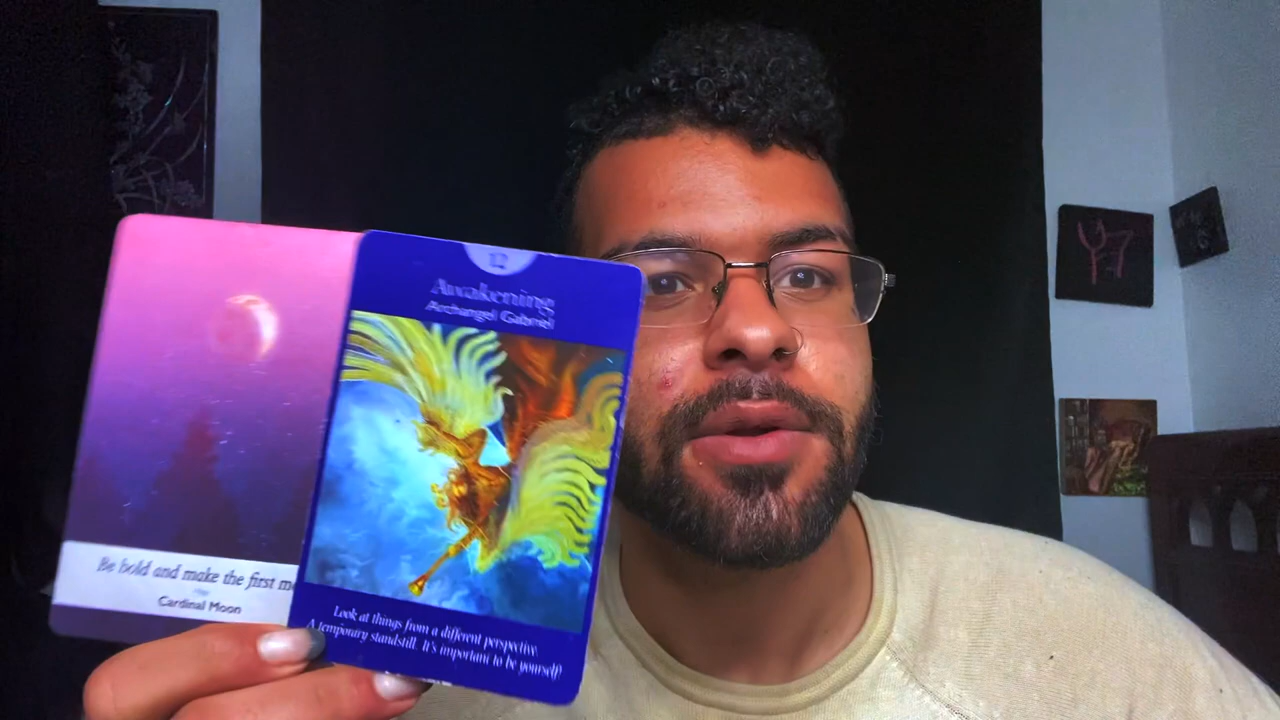 Be bold and make the first
Cardinal Moon
12
Awakening
Archangel Gabriel
Look at things from a different perspective.
A temporary standstill. It's important to be yourself!